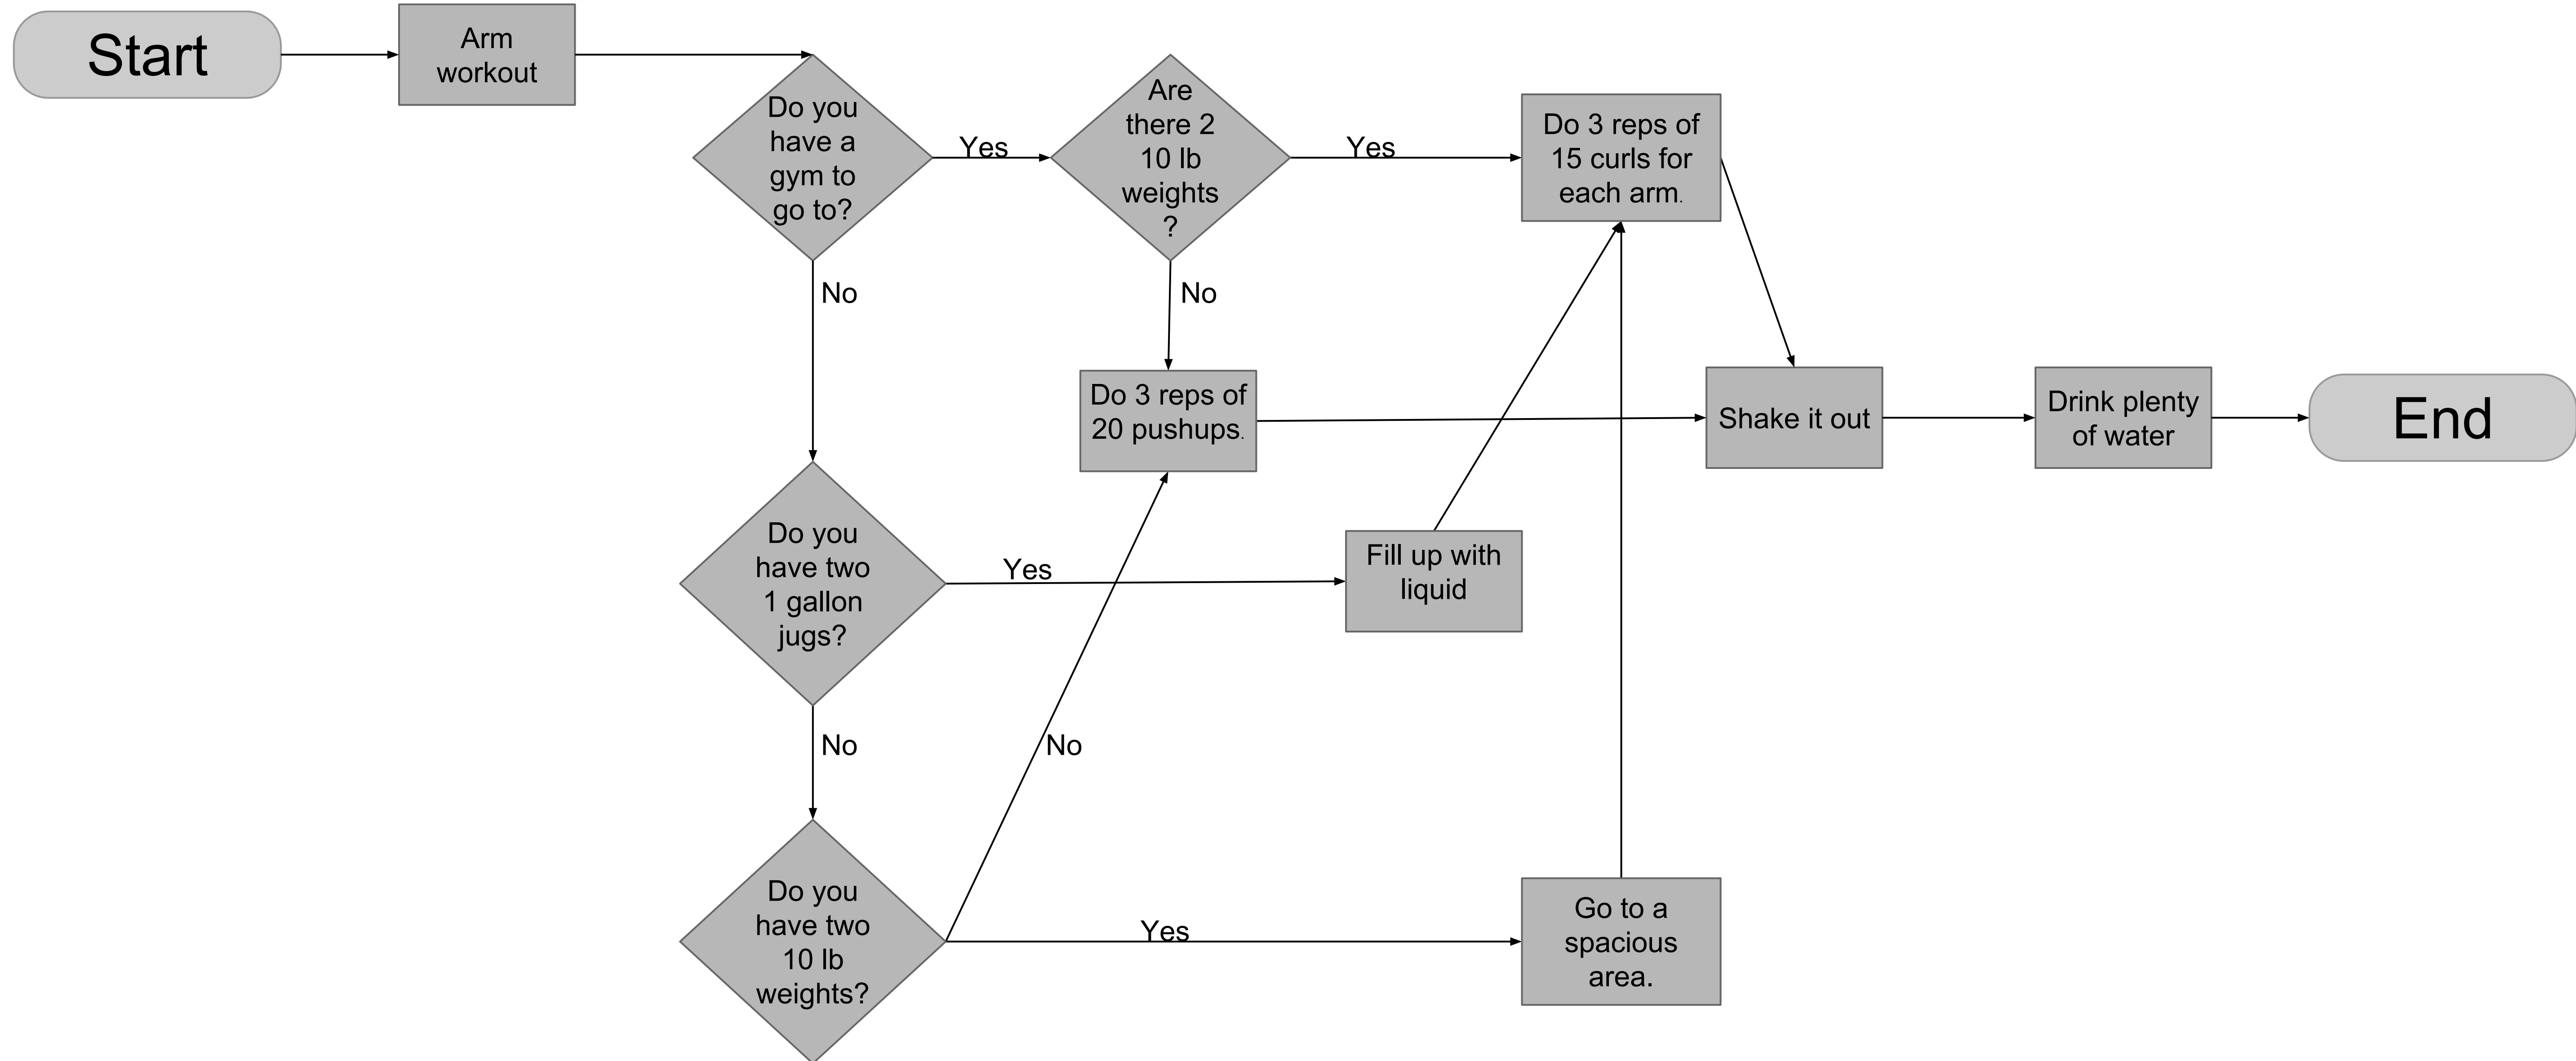 Start
Arm
workout
Do you
have a
gym to
go to?
Yes
Are
there 2
10 lb
weights
?
Yes
Do 3 reps of
15 curls for
each arm.
No
No
Do 3 reps of
20 pushups.
Shake it out
Drink plenty
of water
End
Do you
have two
1 gallon
jugs?
Yes
Fill up with
liquid
No
No
Do you
have two
10 lb
weights?
Yes
Go to a
spacious
area.